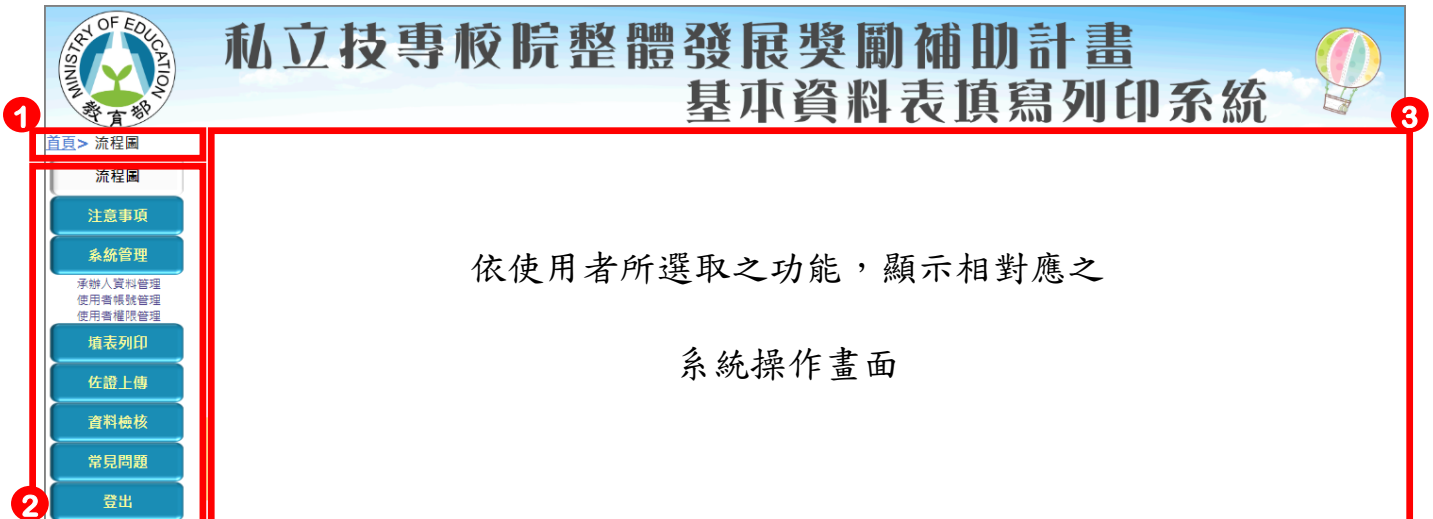 MINISTRY OF EDUCATION
教育部
私立技專校院整體發展獎勵補助計畫
基本資料表填寫列印系統
1
3
首頁> 流程圖
流程圖
注意事項
系統管理
承辦人資料管理
使用者帳號管理
使用者權限管理
填表列印
佐證上傳
資料檢核
常見問題
登出
2
依使用者所選取之功能，顯示相對應之
系統操作畫面